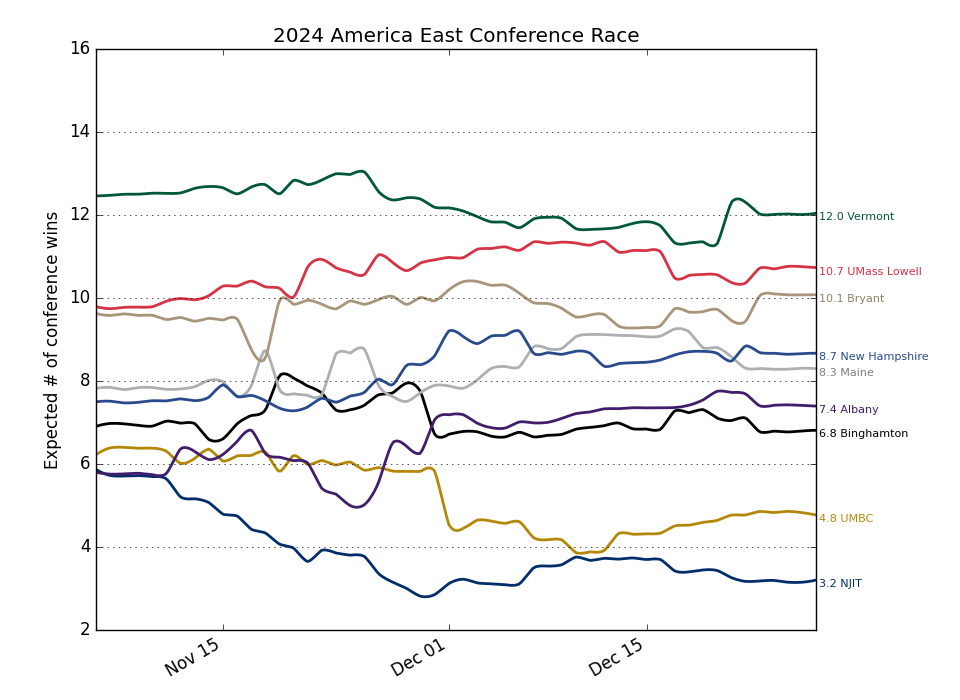 2024 America East Conference Race
Expected # of conference wins
16
14
12
10
8
6
4
2
Nov 15
Dec 01
Dec 15
12.0 Vermont
10.7 UMass Lowell
10.1 Bryant
8.7 New Hampshire
8.3 Maine
7.4 Albany
6.8 Binghamton
4.8 UMBC
3.2 NJIT